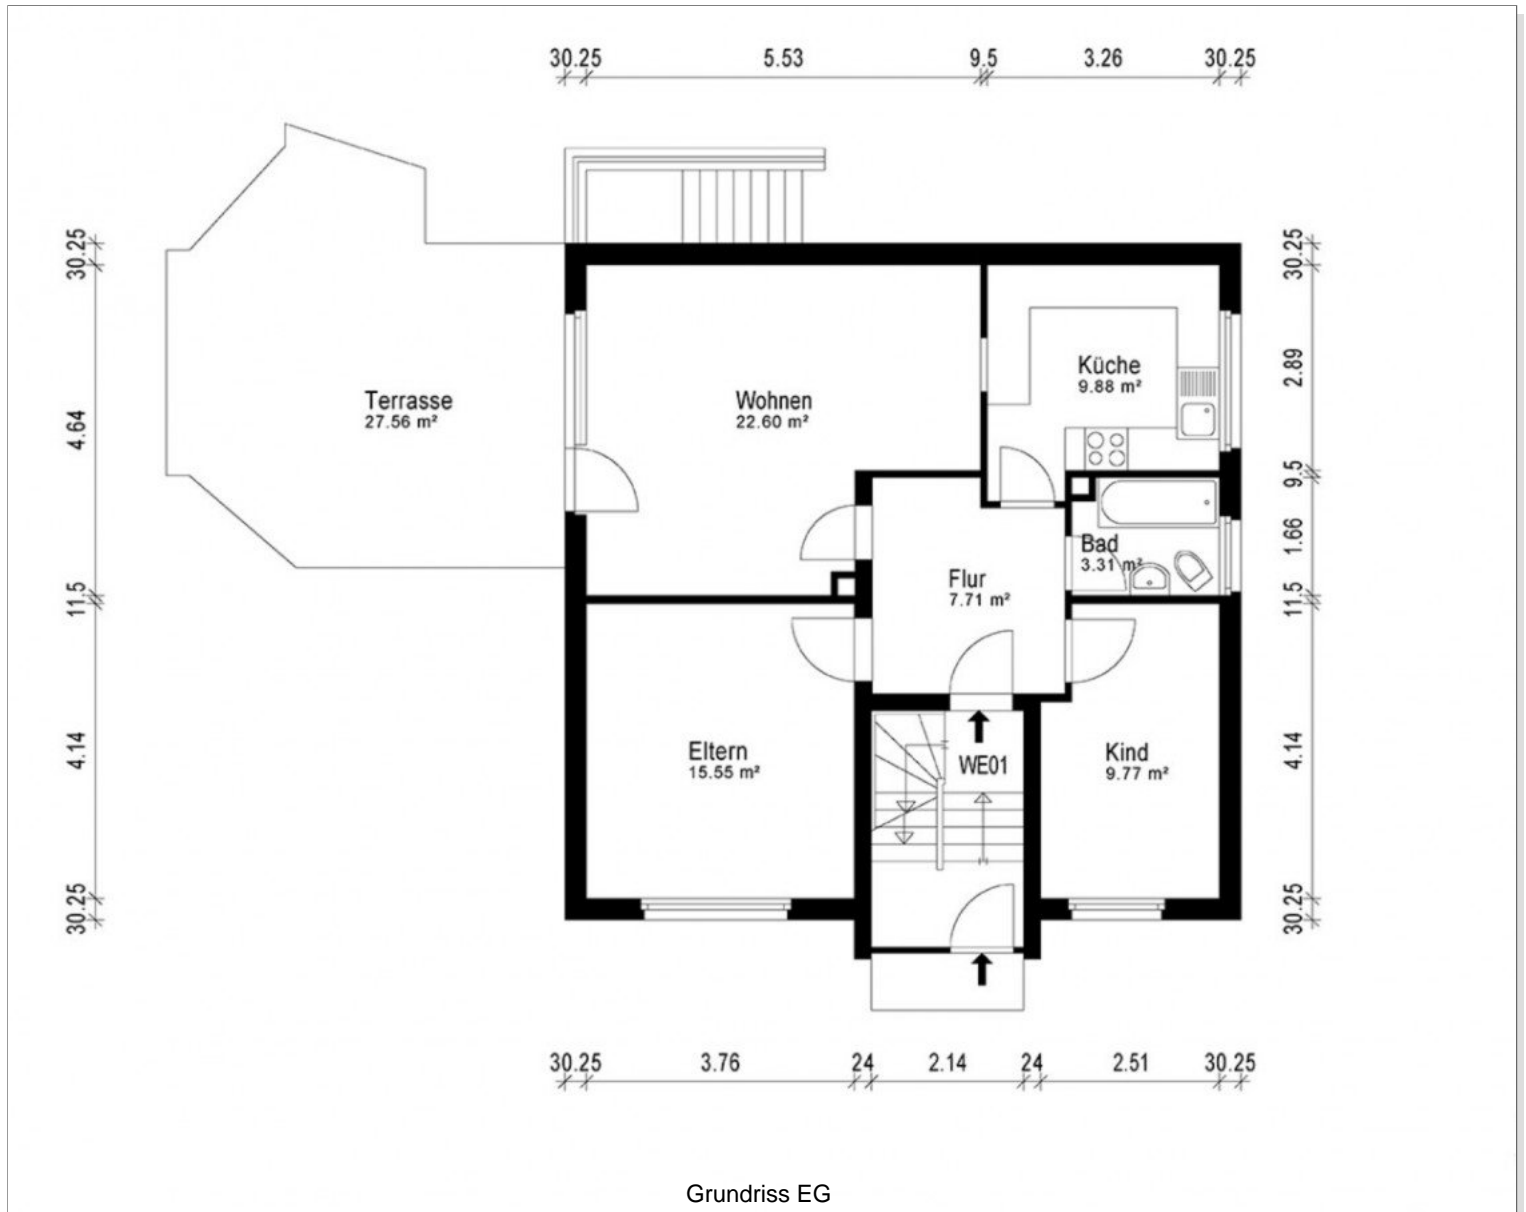 30.25 5.53 9.5 3.26 30.25
30.25
4.64
11.5
4.14
30.25
Terrasse
27.56 m²
Wohnen
22.60 m²
Küche
9.88 m²
Bad
3.31 m²
Flur
7.71 m²
Eltern
15.55 m²
WE01
Kind
9.77 m²
30.25
2.89
9.5
1.66
11.5
4.14
30.25
30.25 3.76 24 2.14 24 2.51 30.25
Grundriss EG